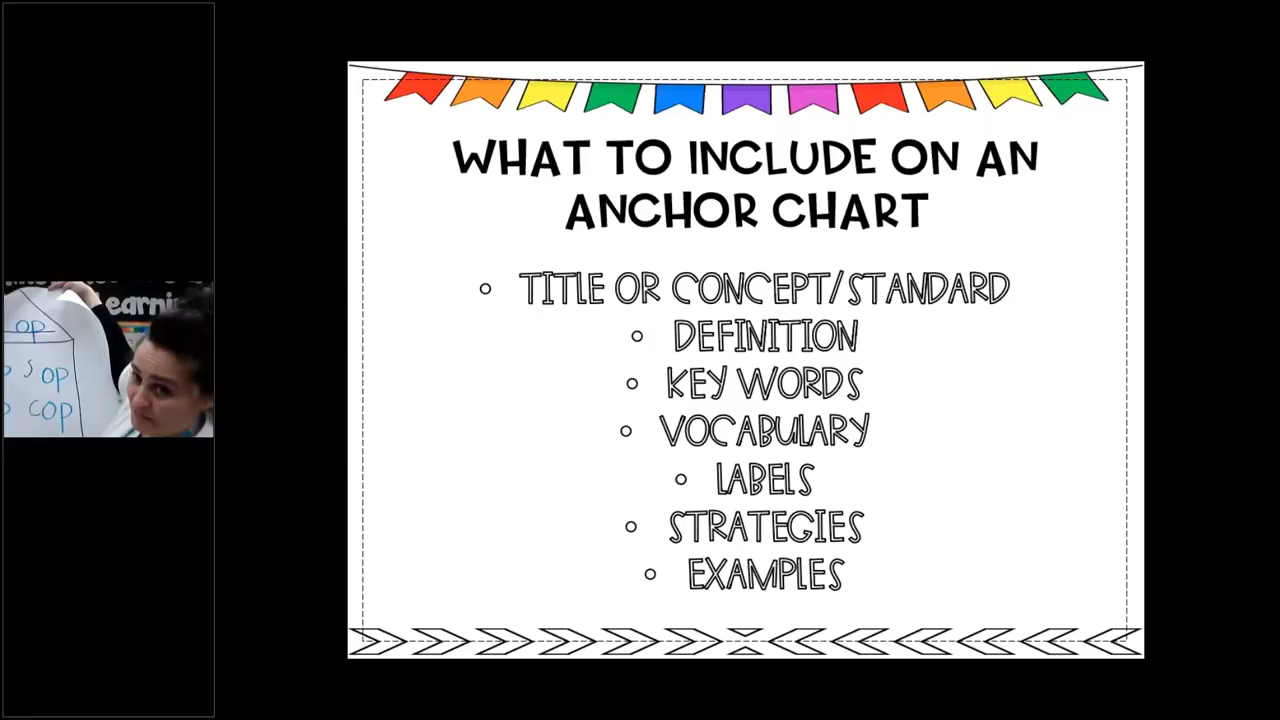 earni
op
s op
cop
WHAT TO INCLUDE ON AN
ANCHOR CHART
TITLE OR CONCEPT/STANDARD
DEFINITION
KEY WORDS
VOCABULARY
LABELS
STRATEGIES
EXAMPLES